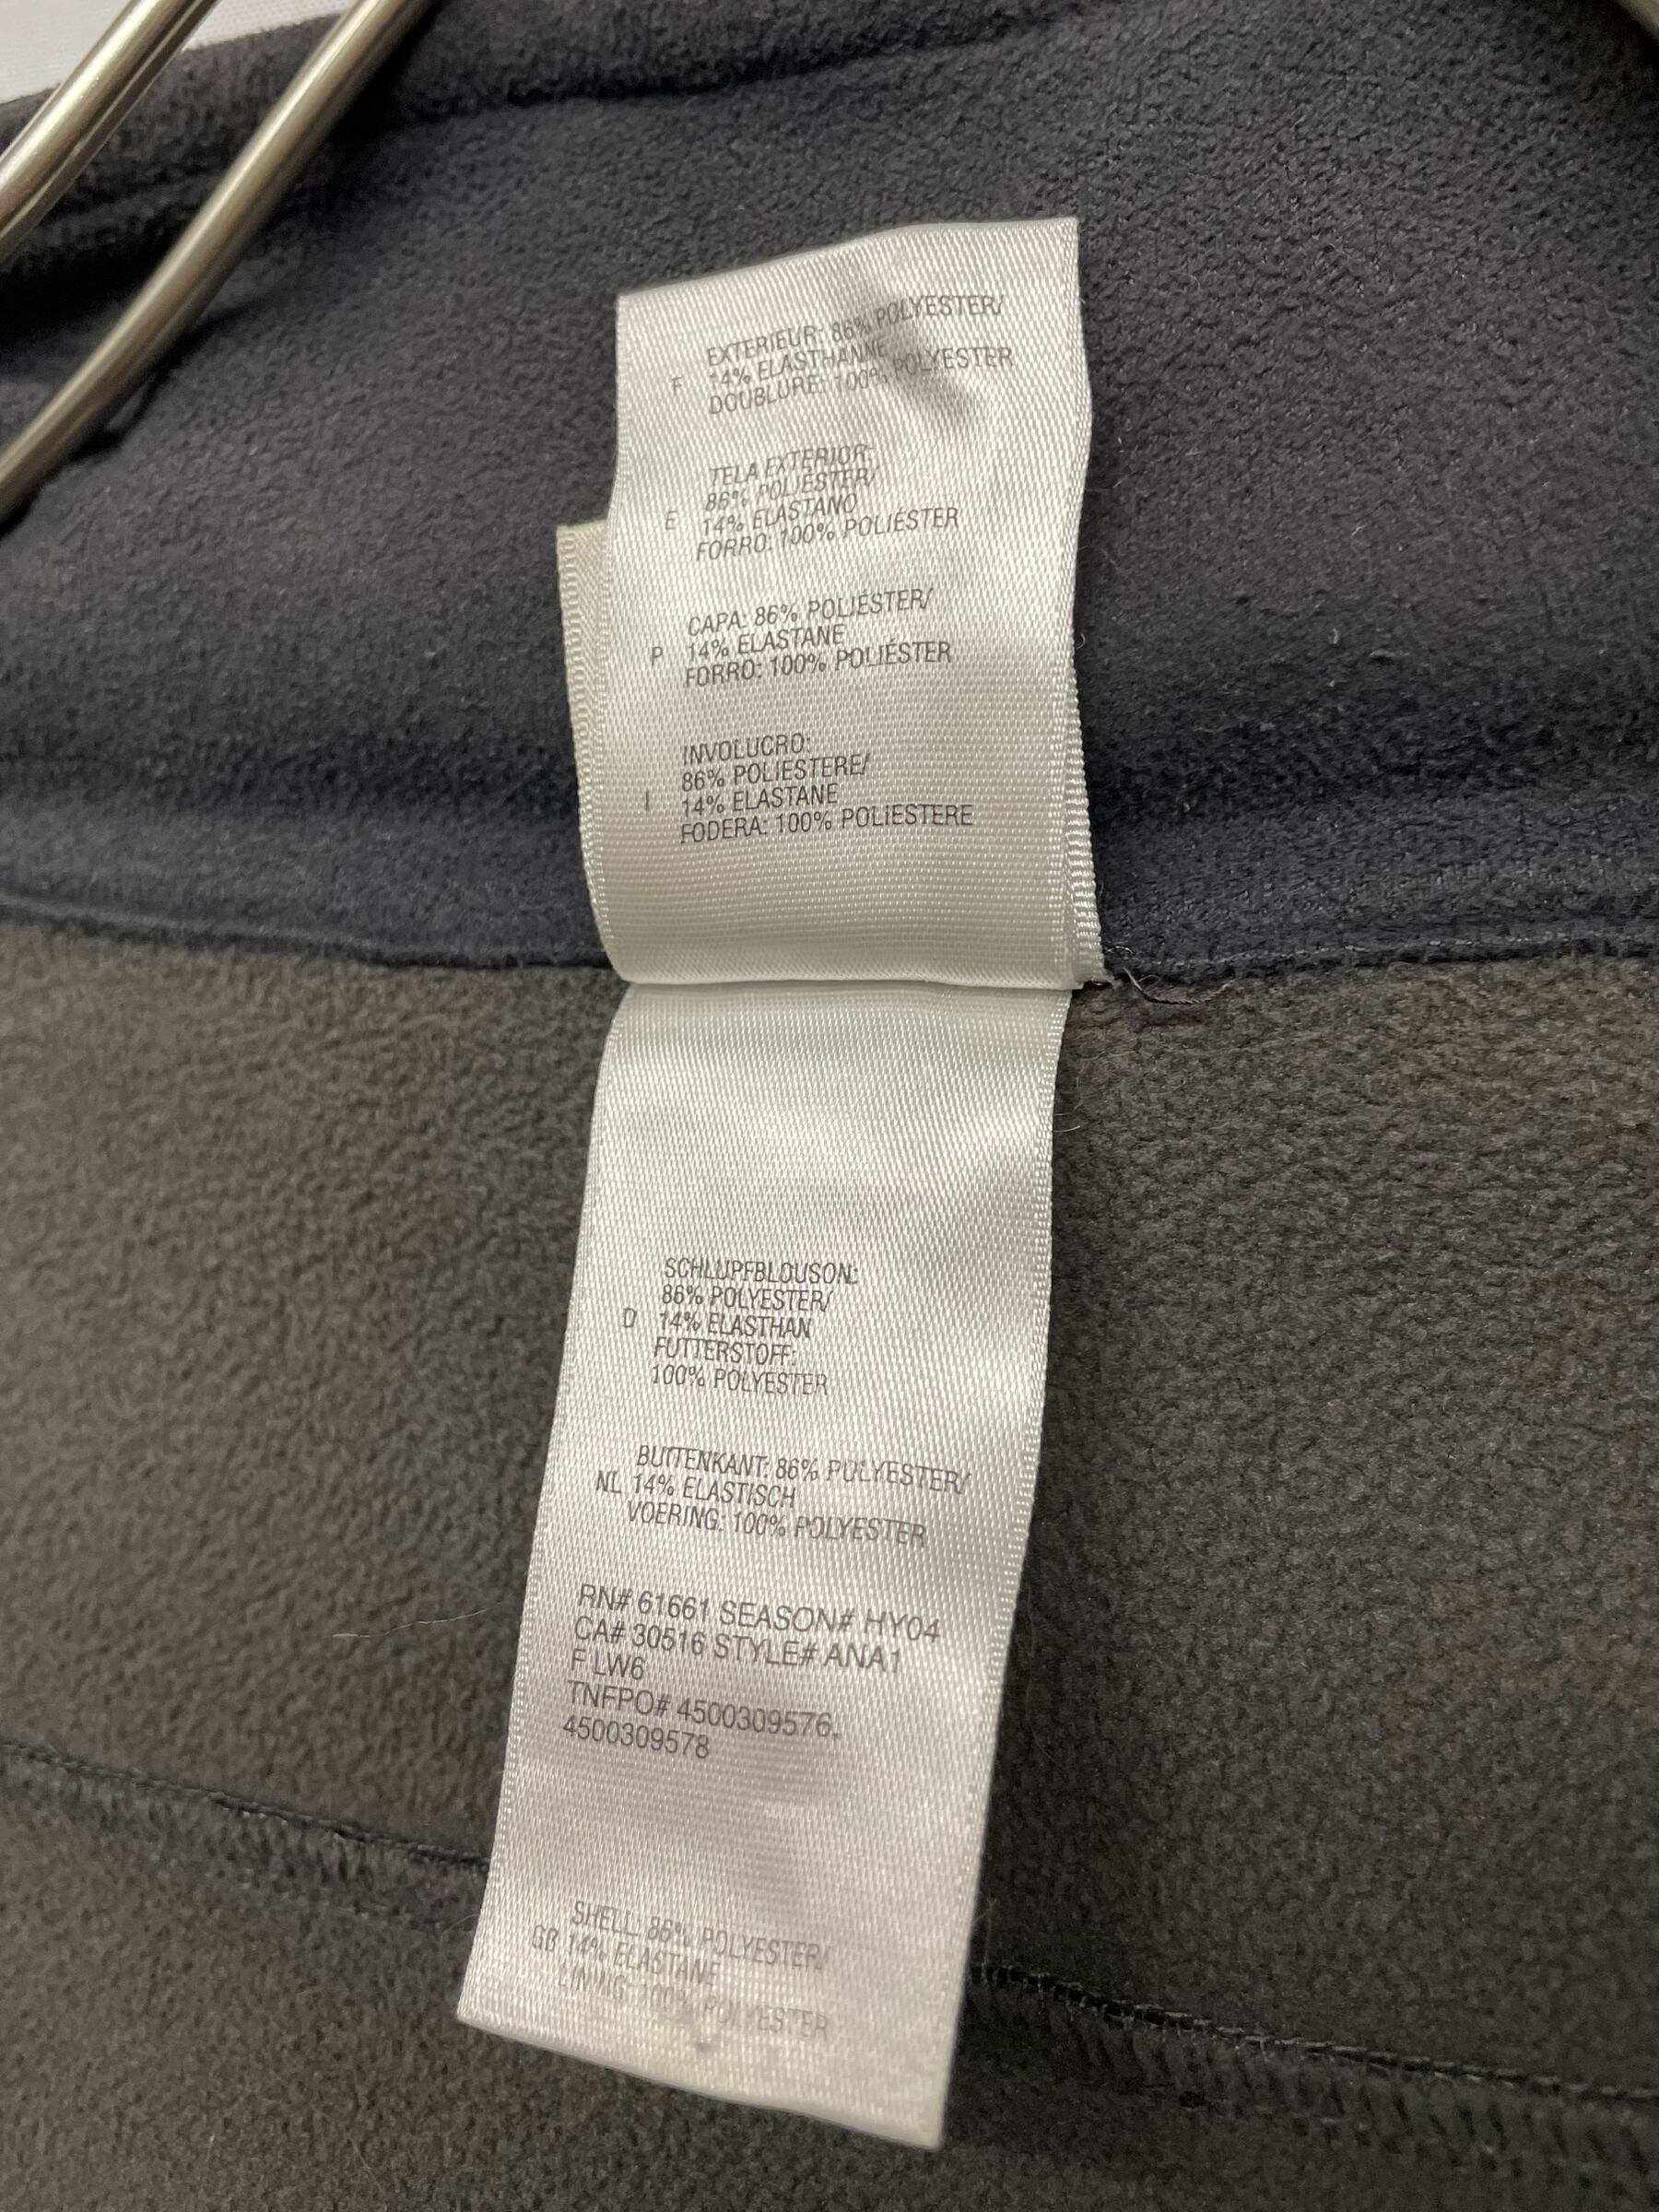 EXTERIEUR: 86% POLYESTER/
F 14% ELASTHANNE
DOUBLURE: 100% POLYESTER
TELA EXTERIOR:
86% POLIÉSTER/
E 14% ELASTANO
FORRO: 100% POLIÉSTER
CAPA: 86% POLIÉSTER/
P 14% ELASTANE
FORRO: 100% POLIÉSTER
INVOLUCRO:
86% POLIESTERE/
I 14% ELASTANE
FODERA: 100% POLIESTERE
SCHLUPFBLOUSON:
86% POLYESTER/
D 14% ELASTHAN
FUTTERSTOFF:
100% POLYESTER
BUITENKANT: 86% POLYESTER/
NL 14% ELASTISCH
VOERING: 100% POLYESTER
RN# 61661 SEASON# HY04
CA# 30516 STYLE# ANA1
F LW6
TNFPO# 4500309576,
4500309578
SHELL: 86% POLYESTER/
GB 14% ELASTANE
LINING: 100% POLYESTER